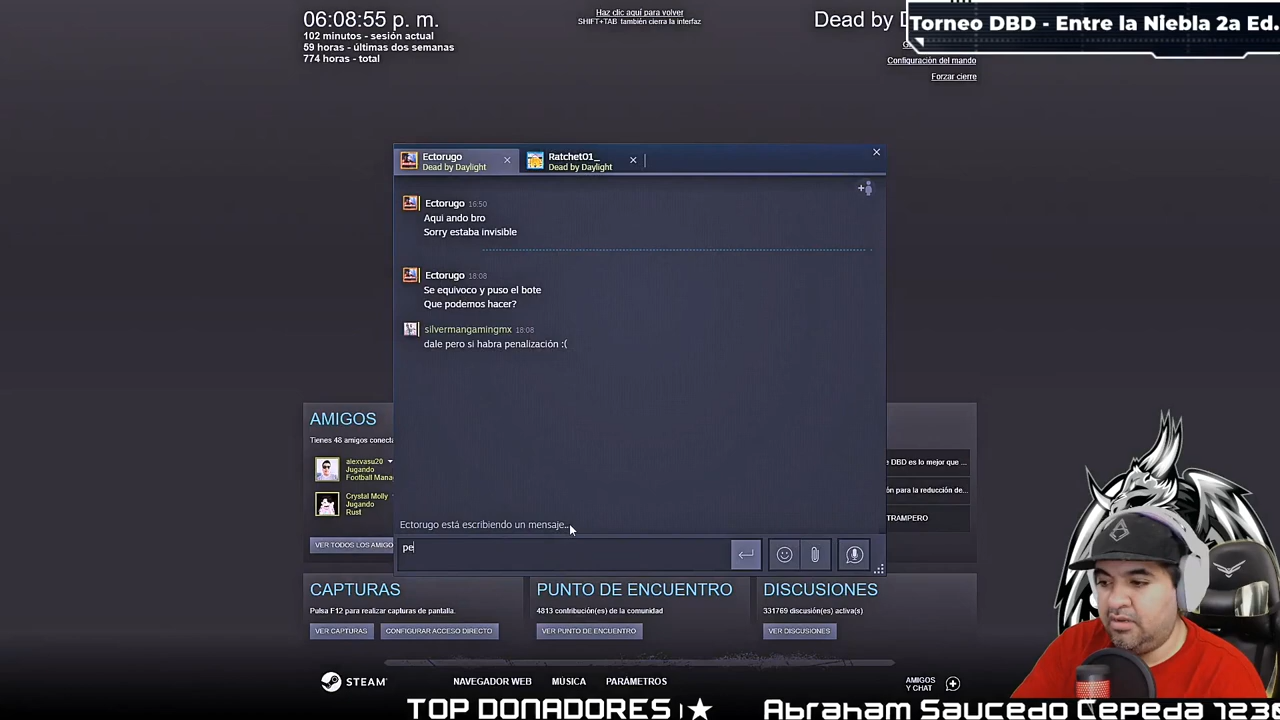 06:08:55 p. m.
102 minutos - sesión actual
59 horas - últimas dos semanas
774 horas - total
Haz clic aquí para volver
SHIFT+TAB también cierra la interfaz
Dead by D
Torneo DBD - Entre la Niebla 2a Ed.
Configuración del mando
Forzar cierre
Ectorugo
Dead by Daylight
Ratchet01_
Dead by Daylight
Ectorugo 16:50
Aqui ando bro
Sorry estaba invisible
Ectorugo 18:08
Se equivoco y puso el bote
Que podemos hacer?
silvermangamingmx 18:08
dale pero si habra penalización :(
AMIGOS
Tienes 48 amigos conecta
alexvasu20
Jugando
Football Mana
Crystal Molly
Jugando
Rust
VER TODOS LOS AMIGO
e DBD es lo mejor que ...
ón para la reducción de...
TRAMPERO
Ectorugo está escribiendo un mensaje...
pe
CAPTURAS
Pulsa F12 para realizar capturas de pantalla.
VER CAPTURAS
CONFIGURAR ACCESO DIRECTO
PUNTO DE ENCUENTRO
4813 contribución(es) de la comunidad
VER PUNTO DE ENCUENTRO
DISCUSIONES
331769 discusión(es) activa(s)
VER DISCUSIONES
STEAM
NAVEGADOR WEB
MÚSICA
PARÁMETROS
AMIGOS
Y CHAT
TOP DONADORES
Abraham Saucedo Cepeda 1230